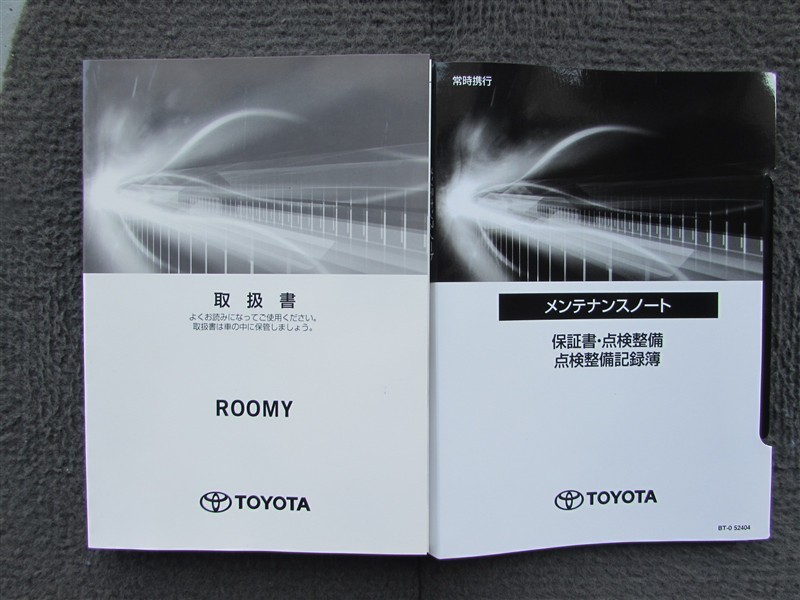 取扱書
よくお読みになってご使用ください。
取扱書は車の中に保管しましょう。
ROOMY
TOYOTA
常時携行
メンテナンスノート
保証書・点検整備
点検整備記録簿
TOYOTA
BT-0 52404